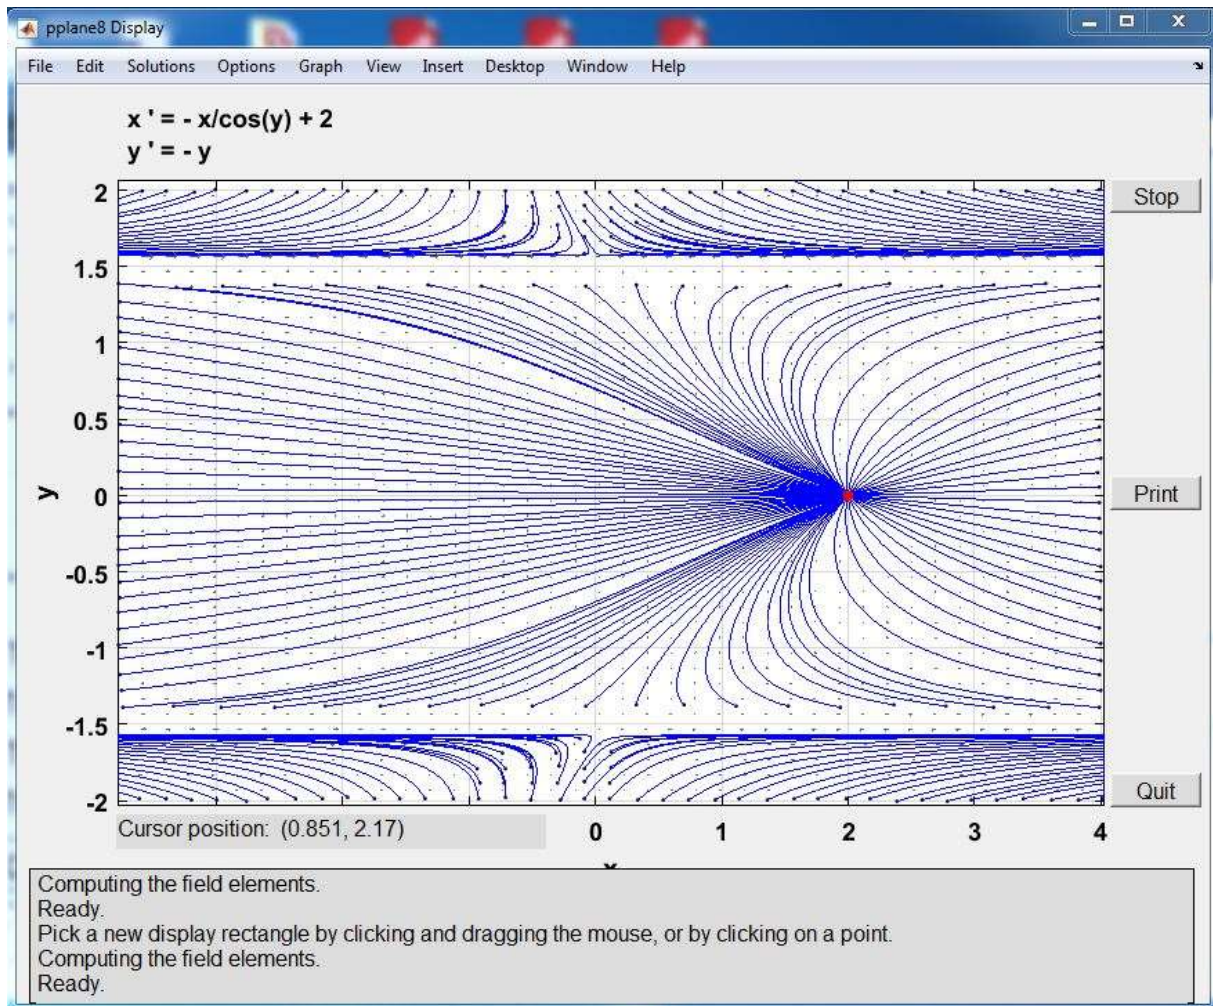 pplane8 Display
File Edit Solutions Options Graph View Insert Desktop Window Help
x ' = - x/cos(y) + 2
y ' = - y
2
1.5
1
0.5
0
-0.5
-1
-1.5
-2
y
Stop
Print
Quit
Cursor position: (0.851, 2.17)
0 1 2 3 4
Computing the field elements.
Ready.
Pick a new display rectangle by clicking and dragging the mouse, or by clicking on a point.
Computing the field elements.
Ready.